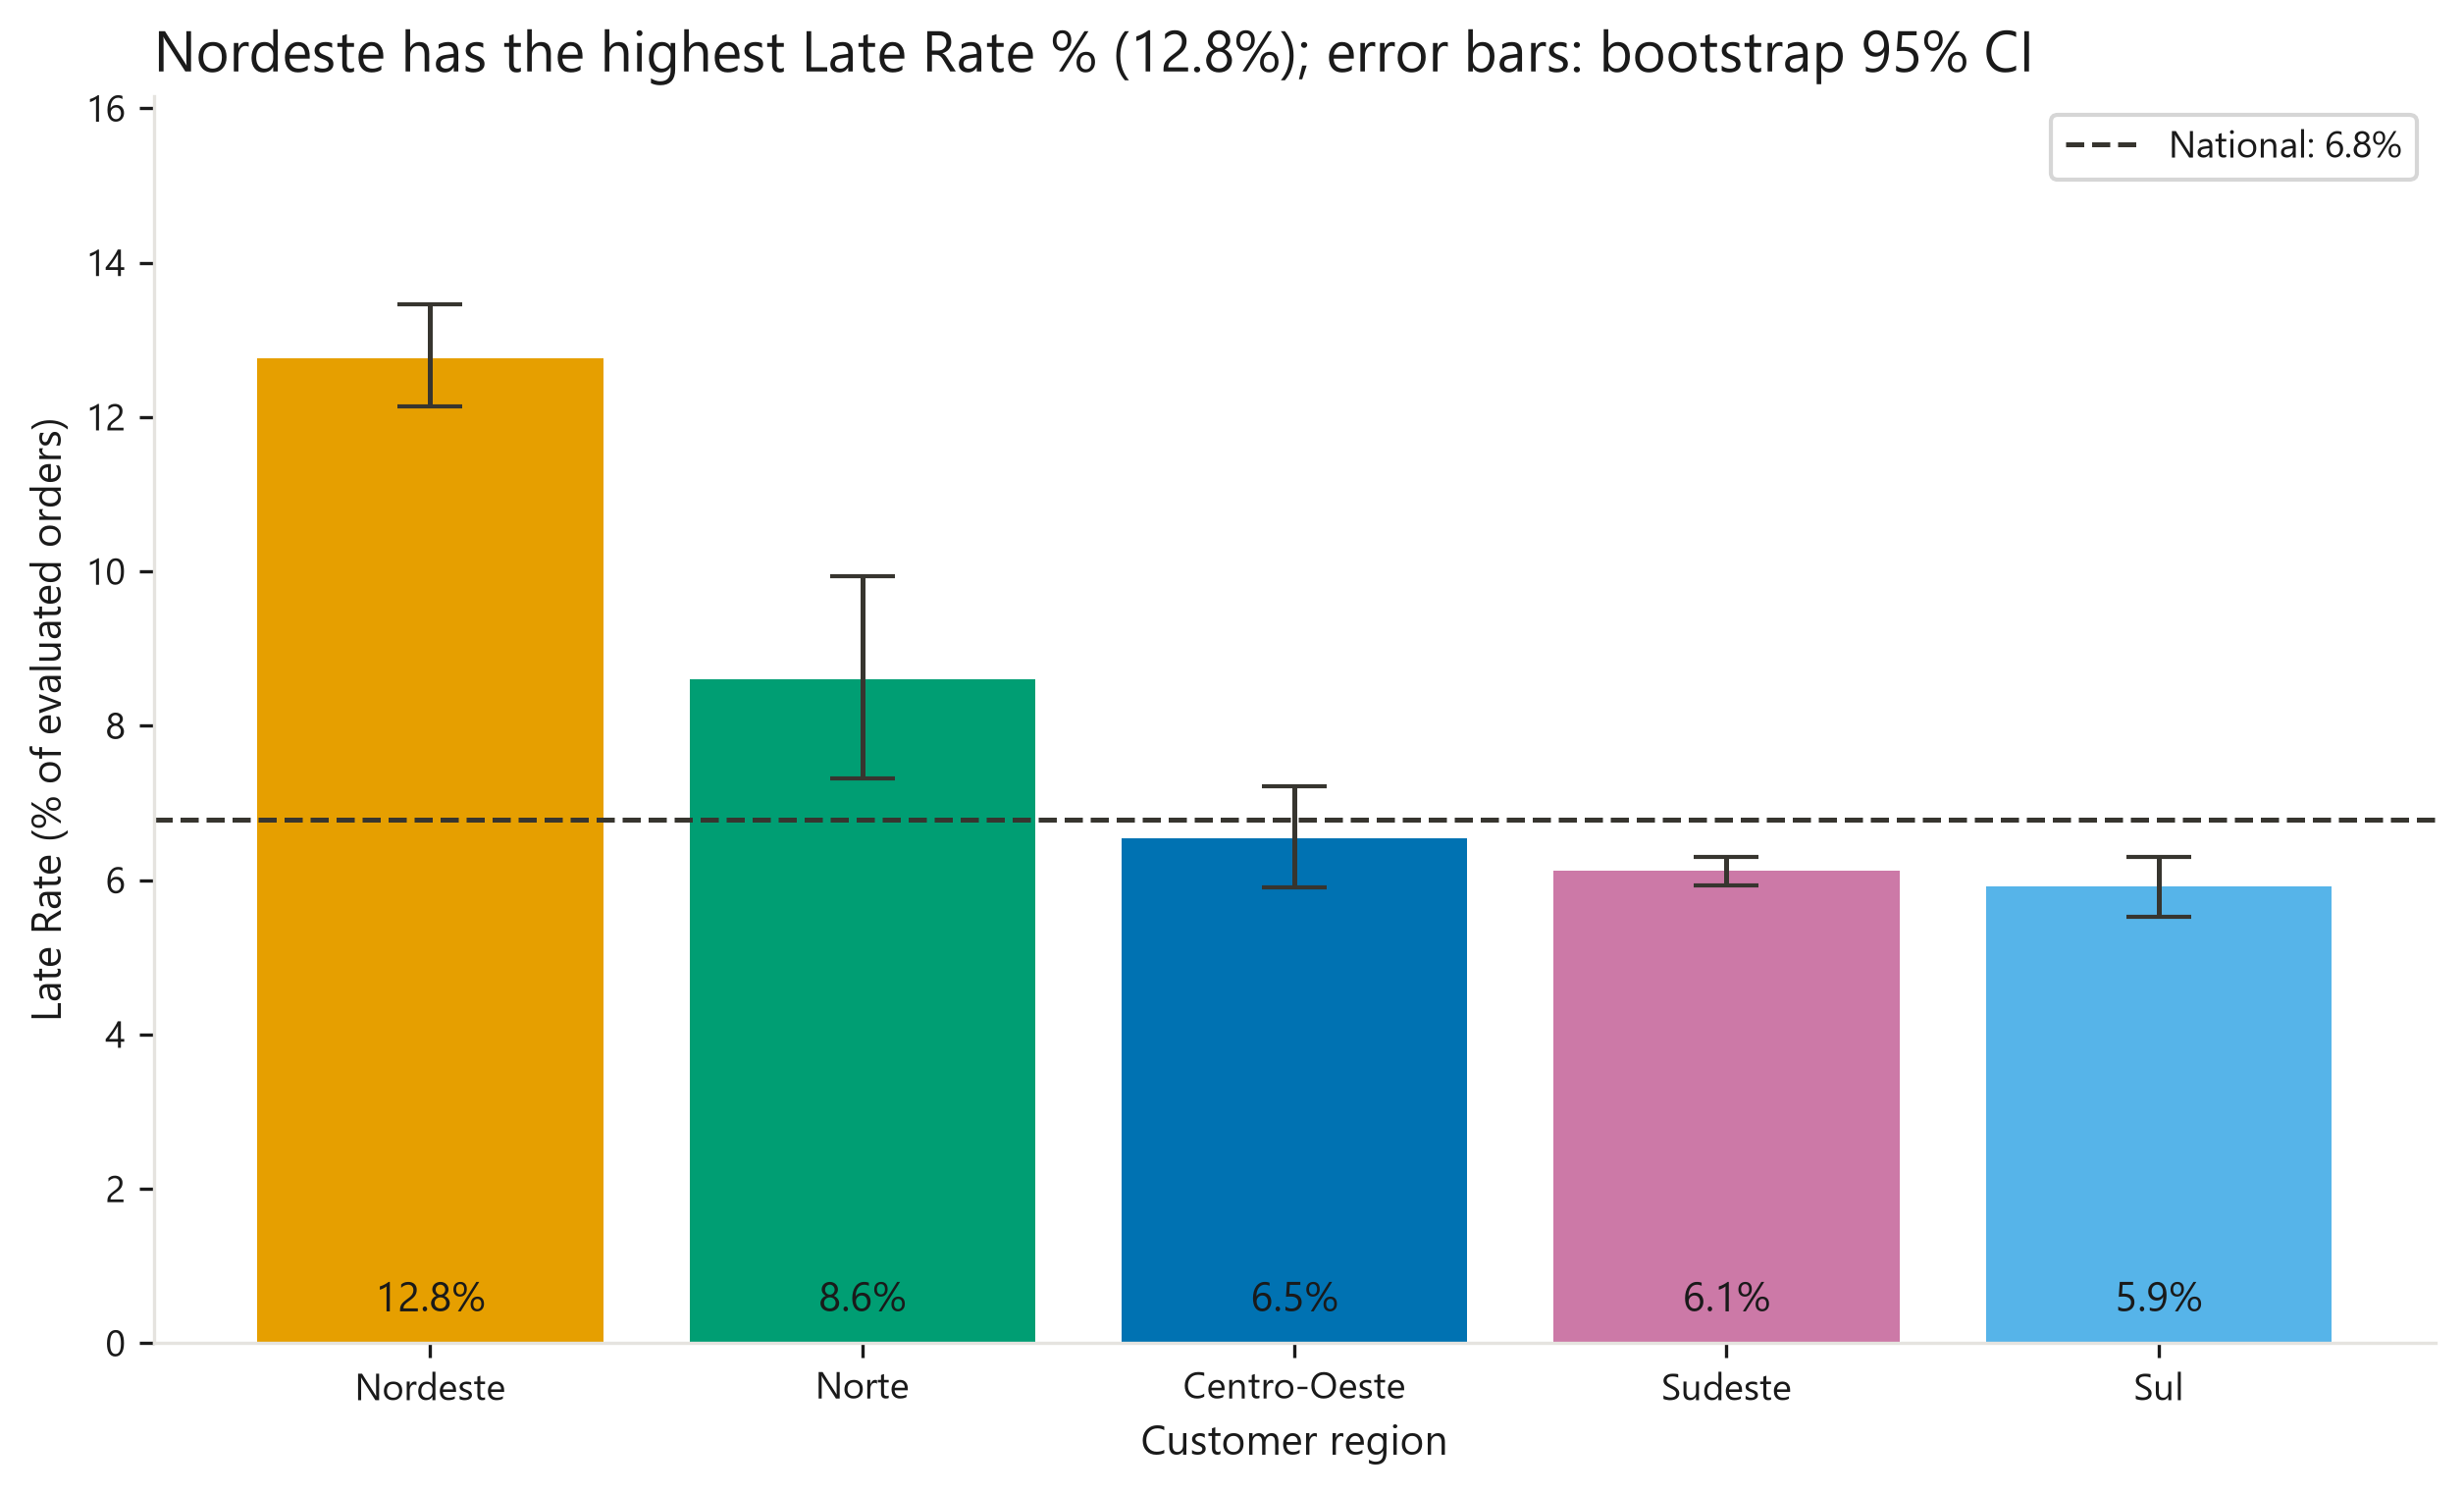 Nordeste has the highest Late Rate % (12.8%); error bars: bootstrap 95% CI
National: 6.8%
Late Rate (% of evaluated orders)
16
14
12
10
8
6
4
2
0
12.8%
8.6%
6.5%
6.1%
5.9%
Nordeste
Norte
Centro-Oeste
Sudeste
Sul
Customer region